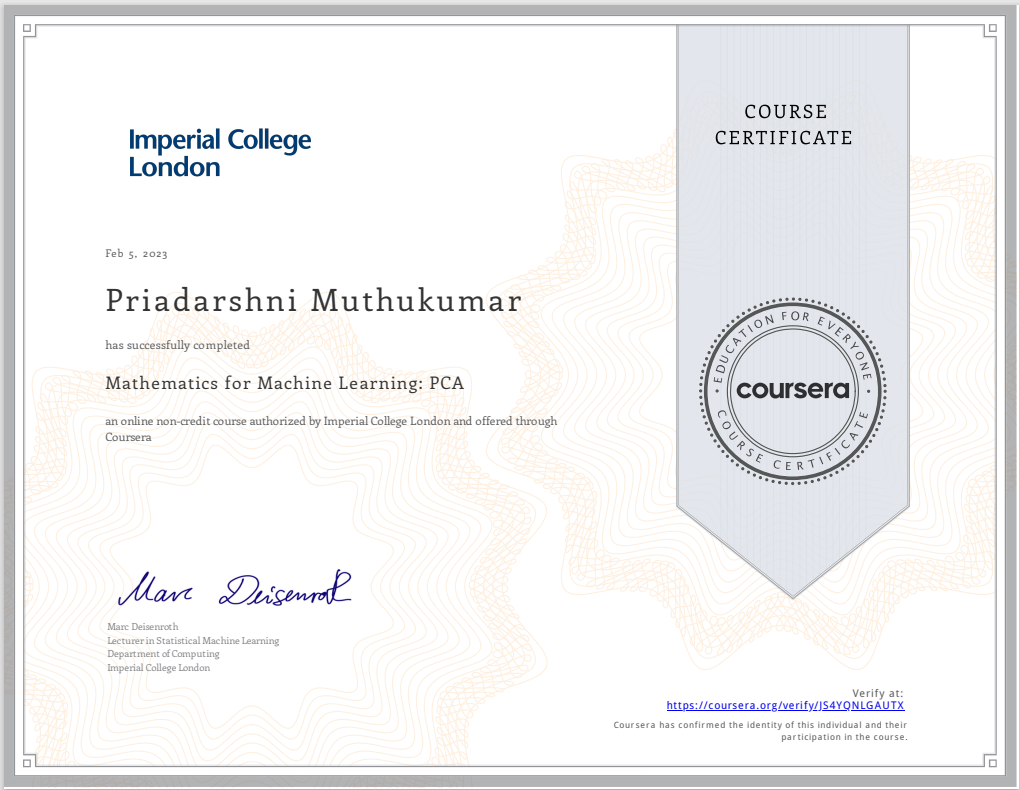 COURSE
CERTIFICATE
Imperial College
London
Feb 5, 2023
Priadarshni Muthukumar
has successfully completed
Mathematics for Machine Learning: PCA
an online non-credit course authorized by Imperial College London and offered through
Coursera
EDUCATION FOR EVERYONE
coursera
COURSE CERTIFICATE
Marc Deisenroth
Marc Deisenroth
Lecturer in Statistical Machine Learning
Department of Computing
Imperial College London
Verify at:
https://coursera.org/verify/JS4YQNLGAUTX
Coursera has confirmed the identity of this individual and their
participation in the course.